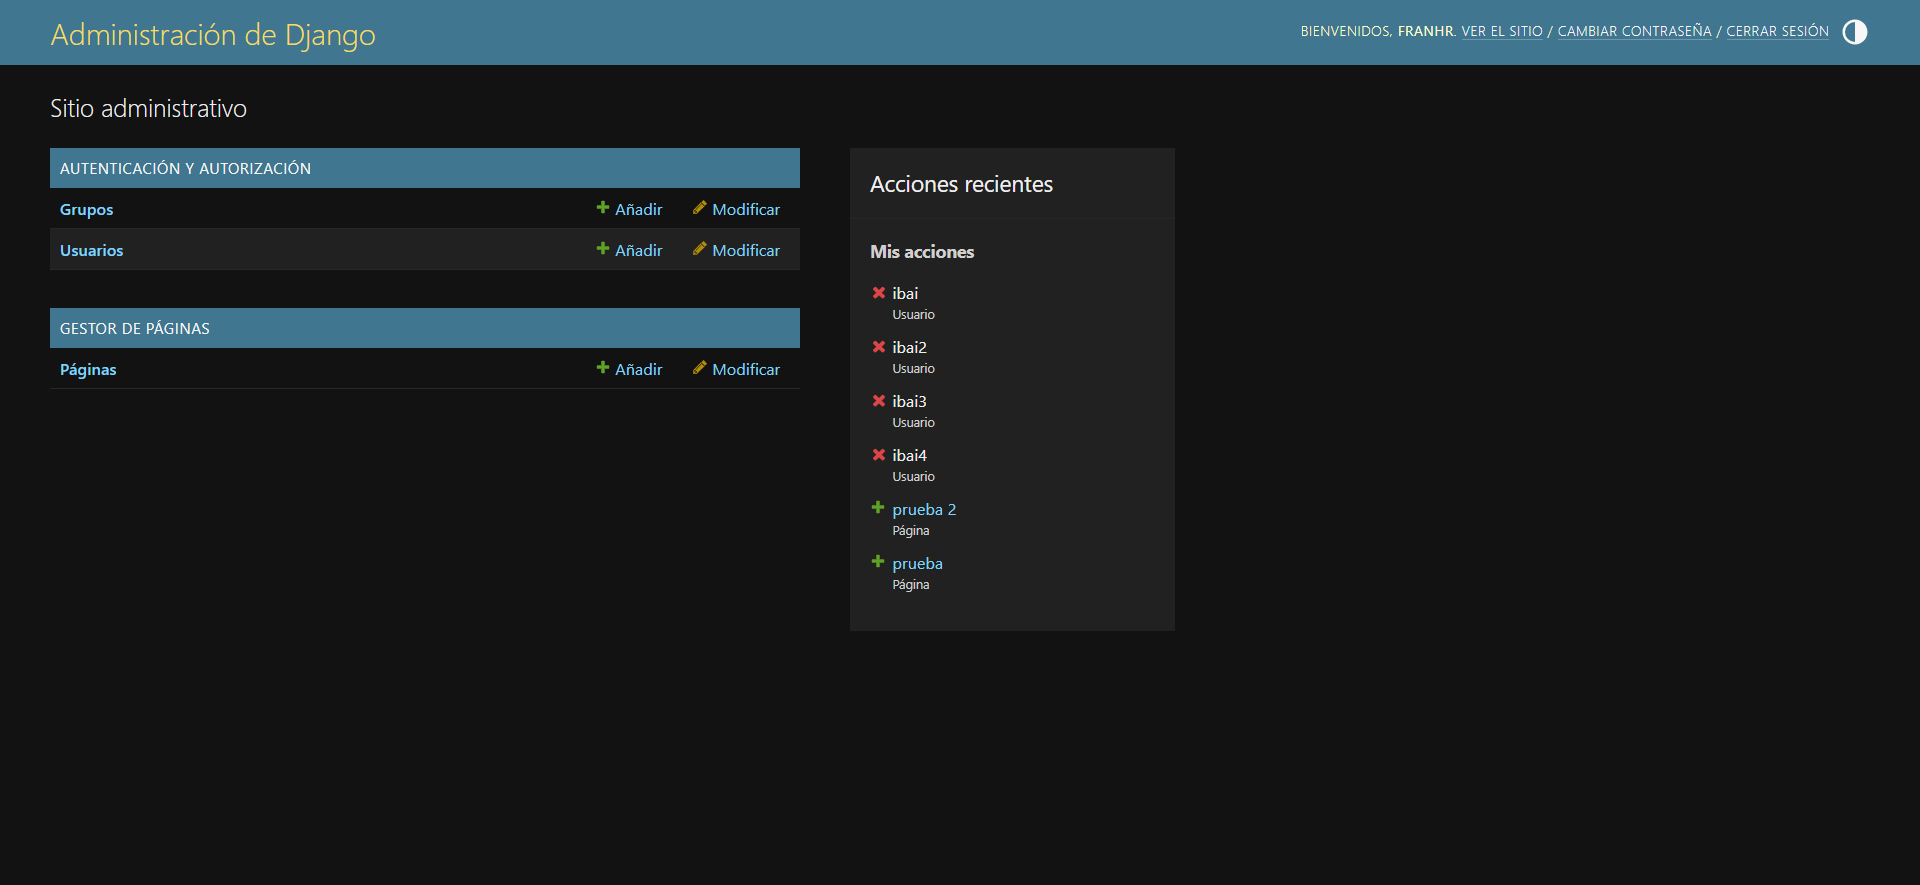 Administración de Django
BIENVENIDOS, FRANHR. VER EL SITIO / CAMBIAR CONTRASEÑA / CERRAR SESIÓN
Sitio administrativo
AUTENTICACIÓN Y AUTORIZACIÓN
Grupos Añadir Modificar
Usuarios Añadir Modificar
GESTOR DE PÁGINAS
Páginas Añadir Modificar
Acciones recientes
Mis acciones
ibai
Usuario
ibai2
Usuario
ibai3
Usuario
ibai4
Usuario
prueba 2
Página
prueba
Página